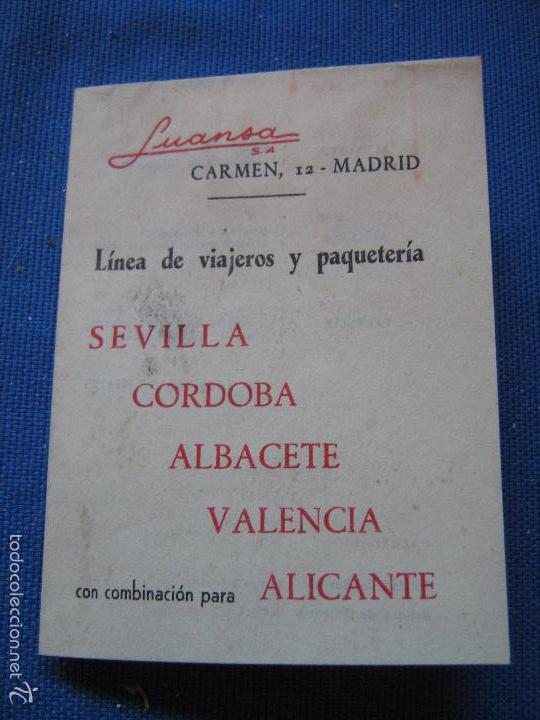 Luansa
S.A.
CARMEN, 12 - MADRID
Línea de viajeros y paquetería
SEVILLA
CORDOBA
ALBACETE
VALENCIA
con combinación para ALICANTE
todocoleccion.net